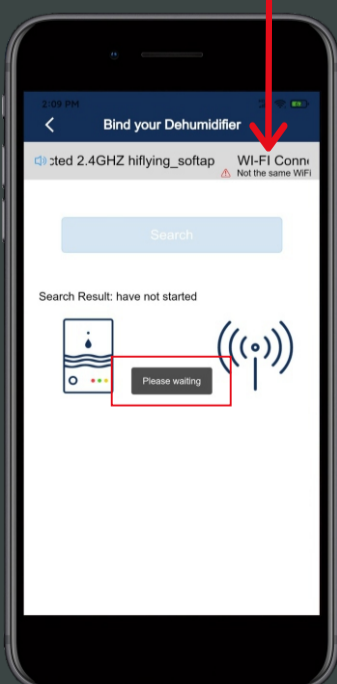 2:09 PM
Bind your Dehumidifier
cted 2.4GHZ hiflying_softap WI-FI Conn
Not the same WiFi
Search
Search Result: have not started
Please waiting